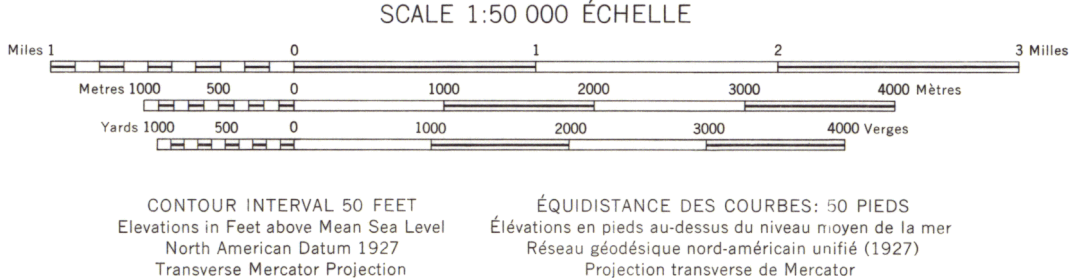 SCALE 1:50 000 ÉCHELLE
Miles 1 0 1 2 3 Milles
Metres 1000 500 0 1000 2000 3000 4000 Mètres
Yards 1000 500 0 1000 2000 3000 4000 Verges
CONTOUR INTERVAL 50 FEET
Elevations in Feet above Mean Sea Level
North American Datum 1927
Transverse Mercator Projection
ÉQUIDISTANCE DES COURBES: 50 PIEDS
Élévations en pieds au-dessus du niveau moyen de la mer
Réseau géodésique nord-américain unifié (1927)
Projection transverse de Mercator